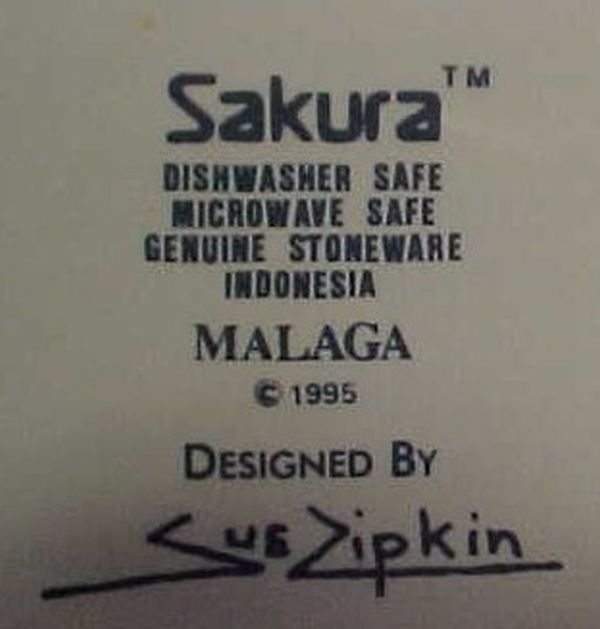 Sakura™
DISHWASHER SAFE
MICROWAVE SAFE
GENUINE STONEWARE
INDONESIA
MALAGA
© 1995
DESIGNED BY
Sue Zipkin